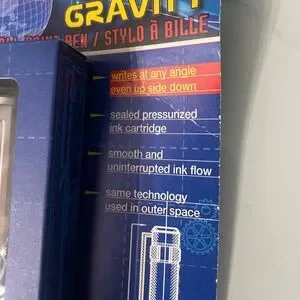 GRAVITY
PEN / STYLO À BILLE
writes at any angle
even up side down
sealed pressurized
ink cartridge
smooth and
uninterrupted ink flow
same technology
used in outer space